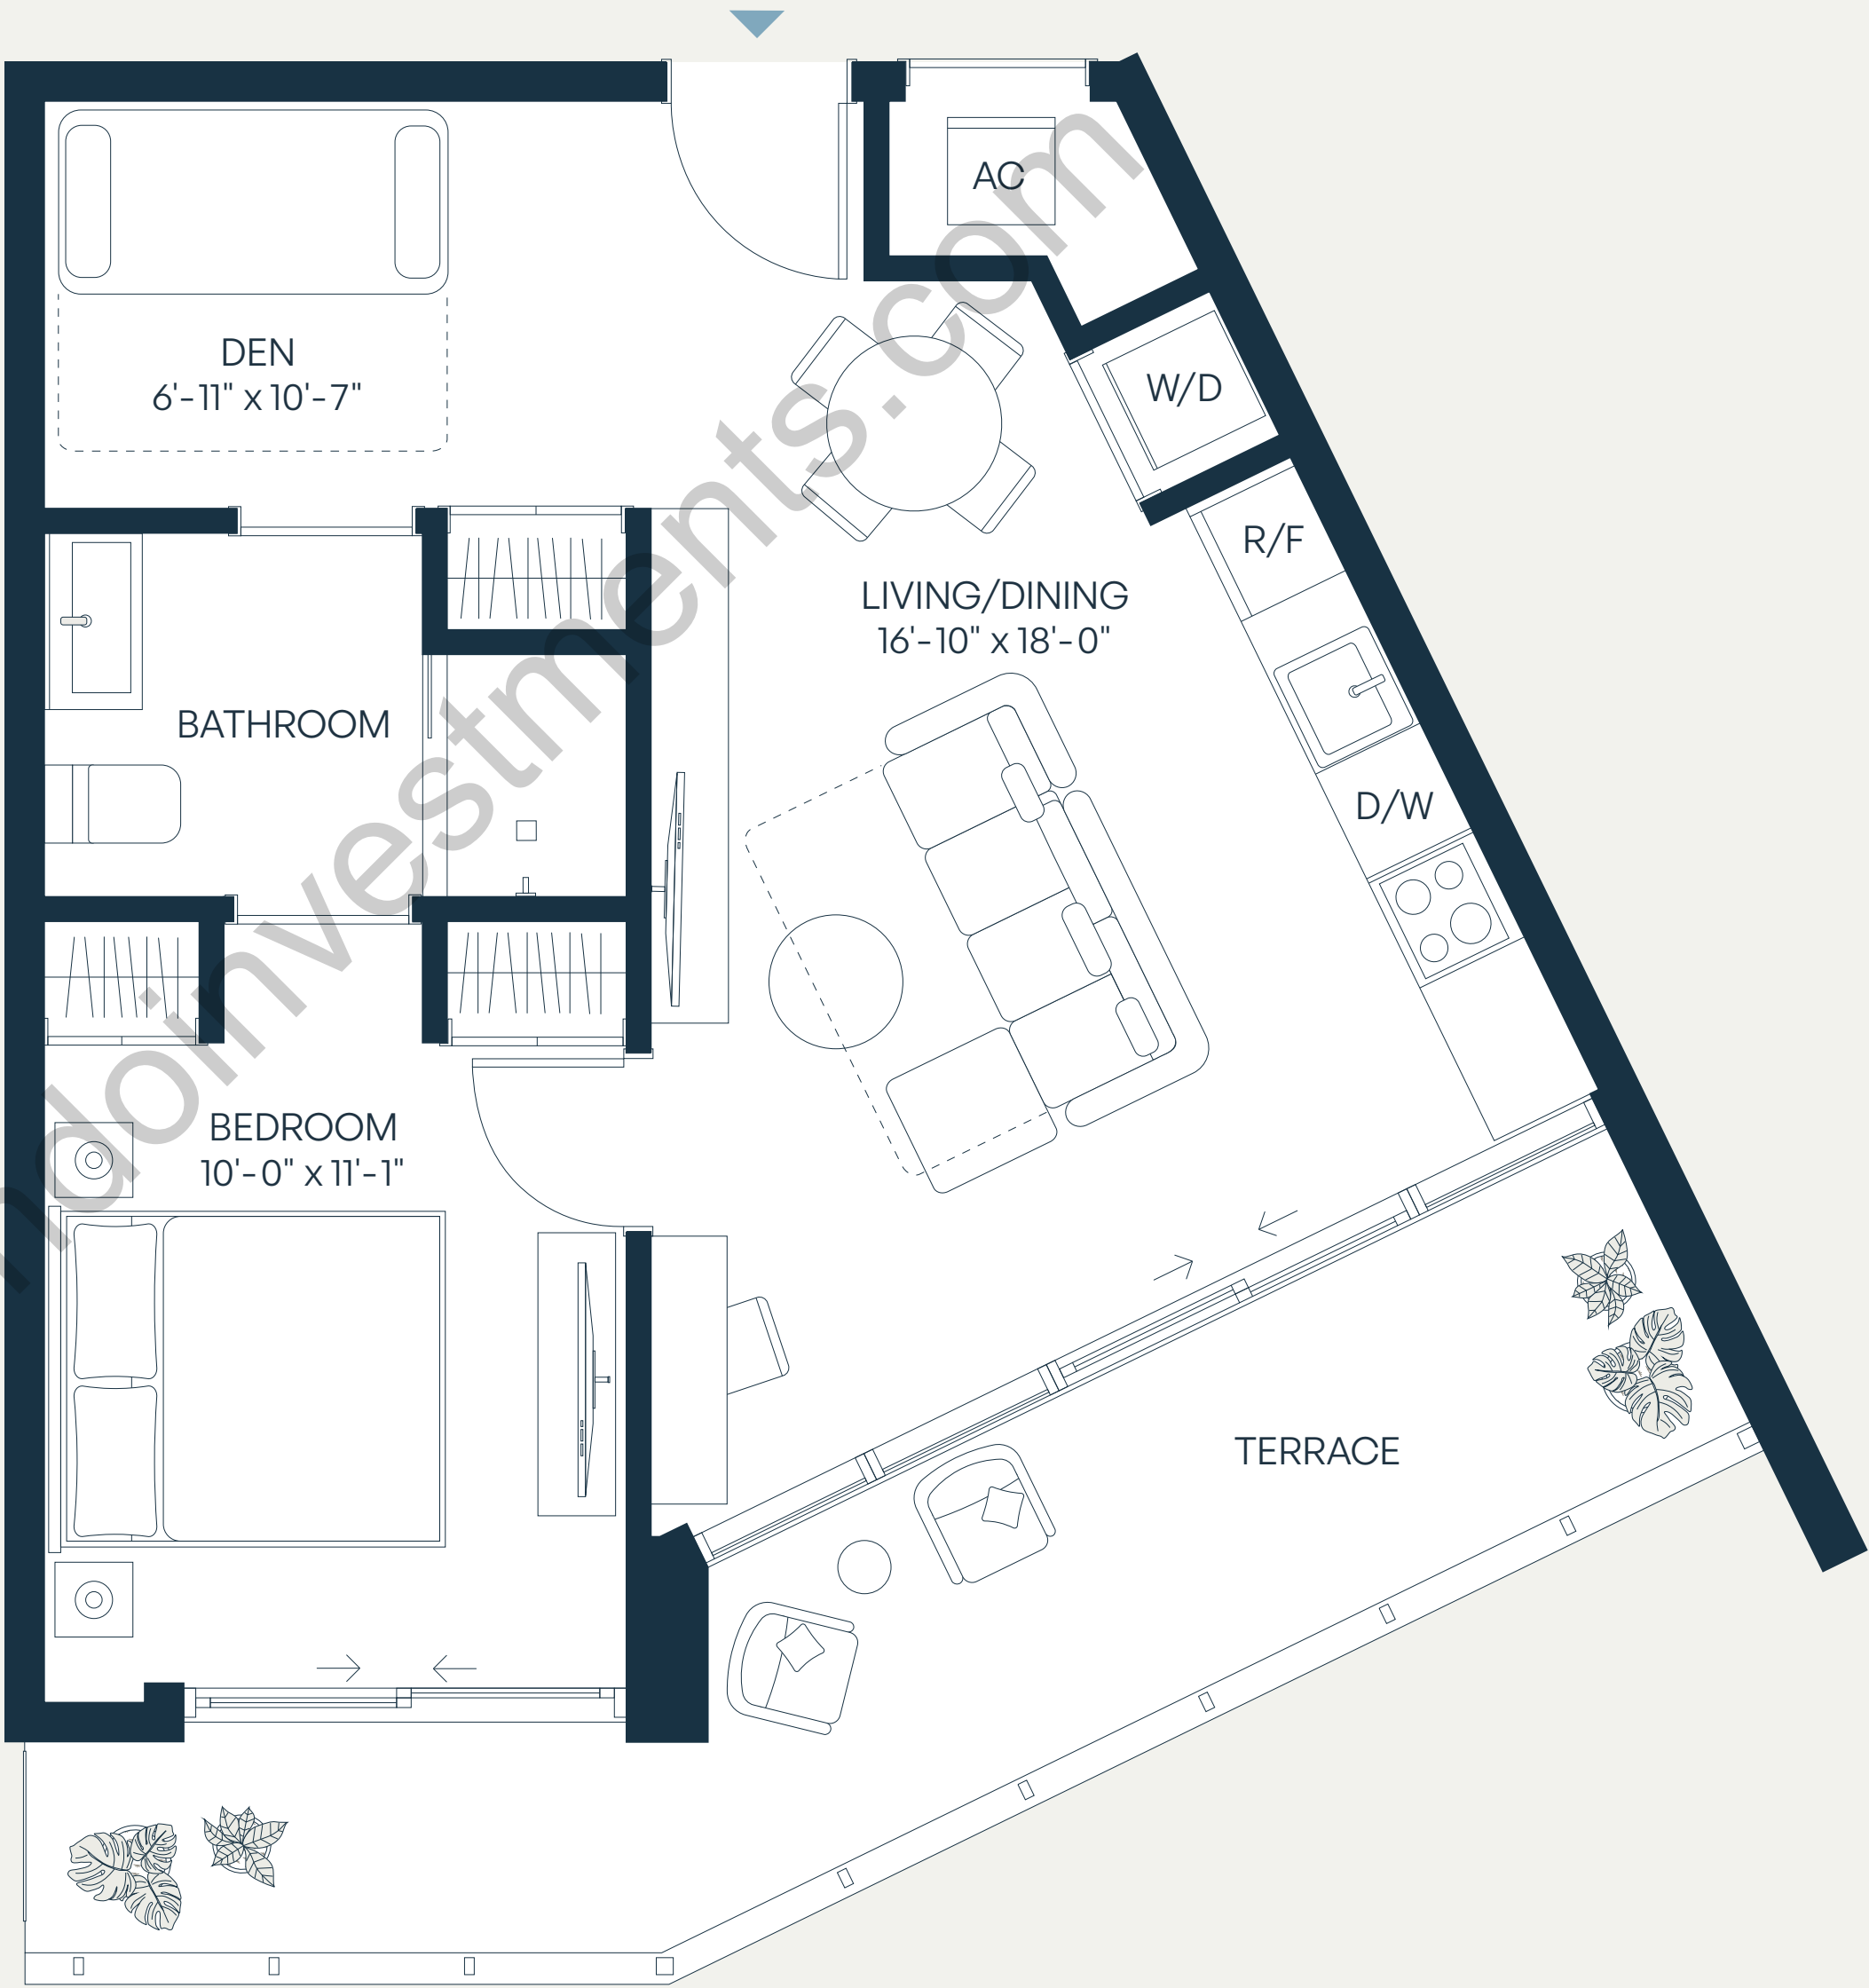 AC
DEN
6'-11" x 10'-7"
W/D
R/F
LIVING/DINING
16'-10" x 18'-0"
BATHROOM
D/W
BEDROOM
10'-0" x 11'-1"
TERRACE
ndoinvestments.com